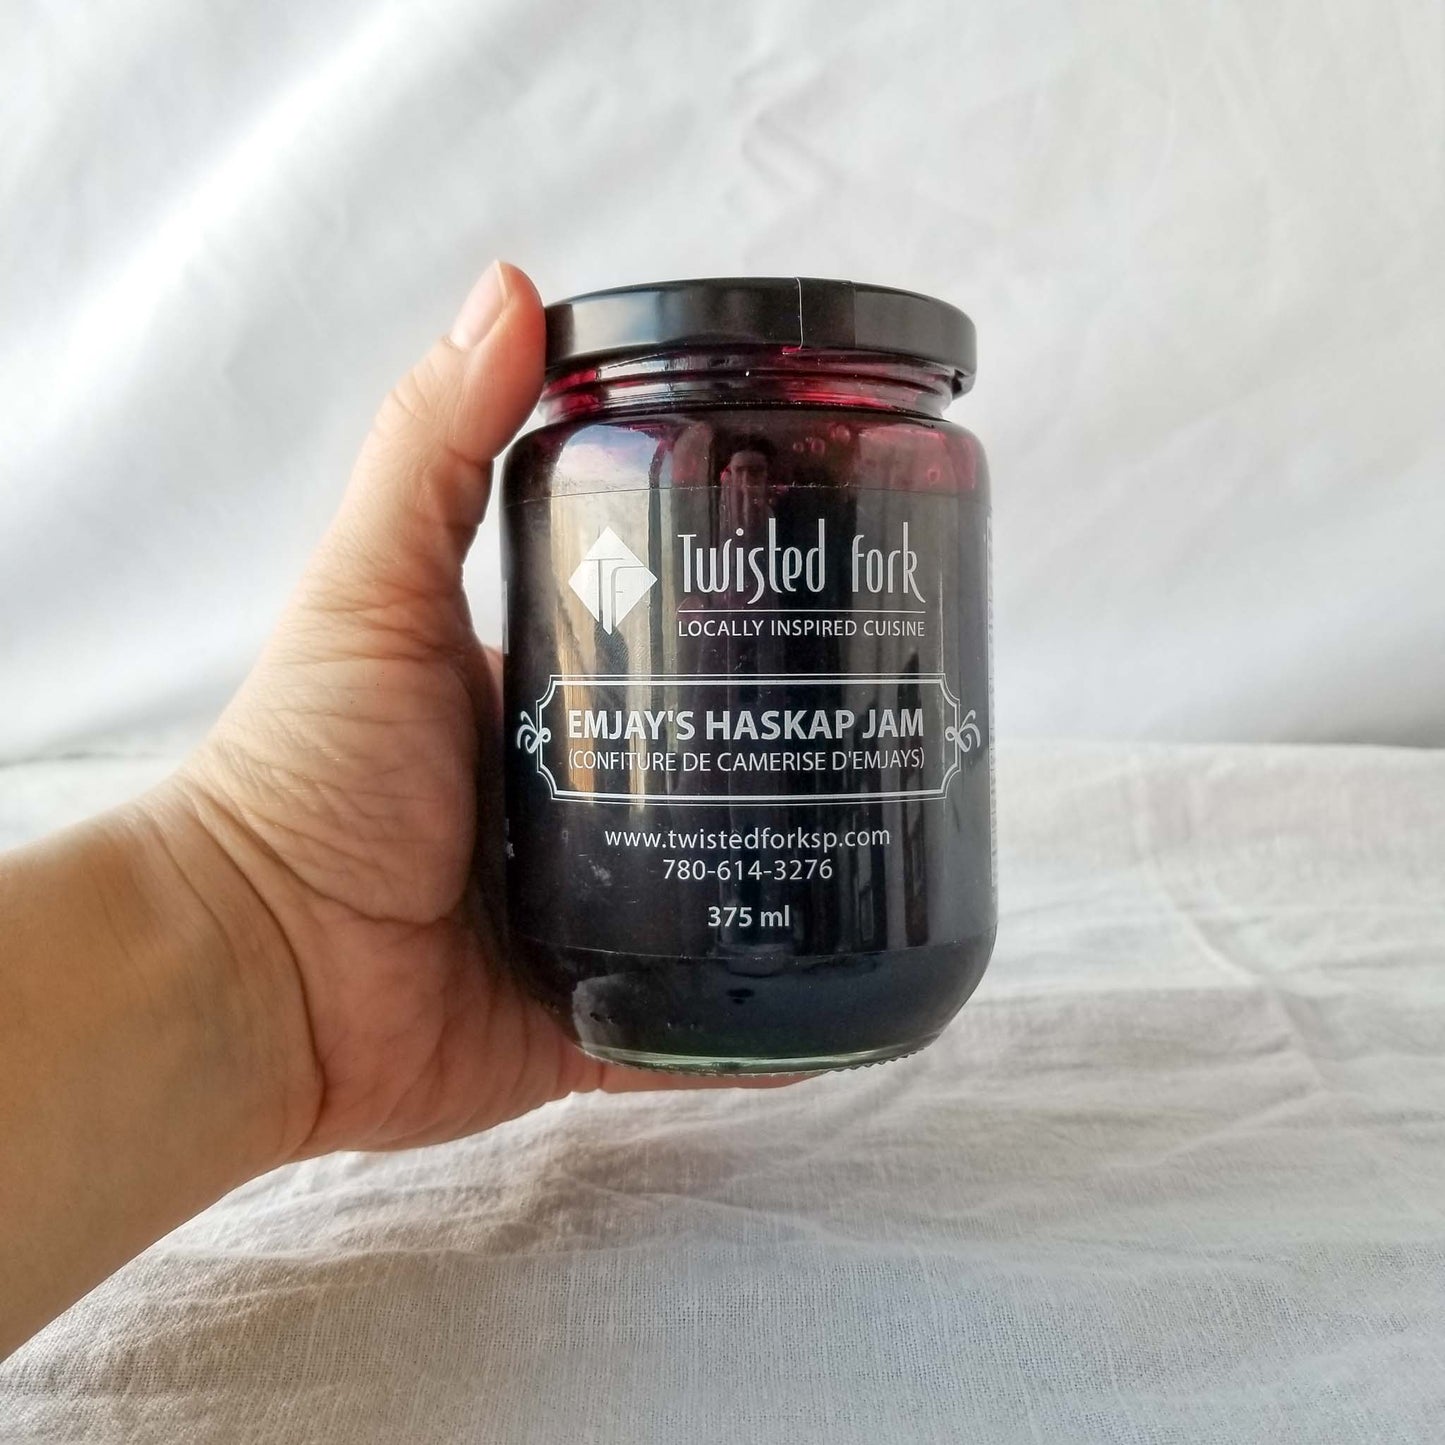 TF
Twisted fork
LOCALLY INSPIRED CUISINE
EMJAY'S HASKAP JAM
(CONFITURE DE CAMERISE D'EMJAYS)
www.twistedforksp.com
780-614-3276
375 ml